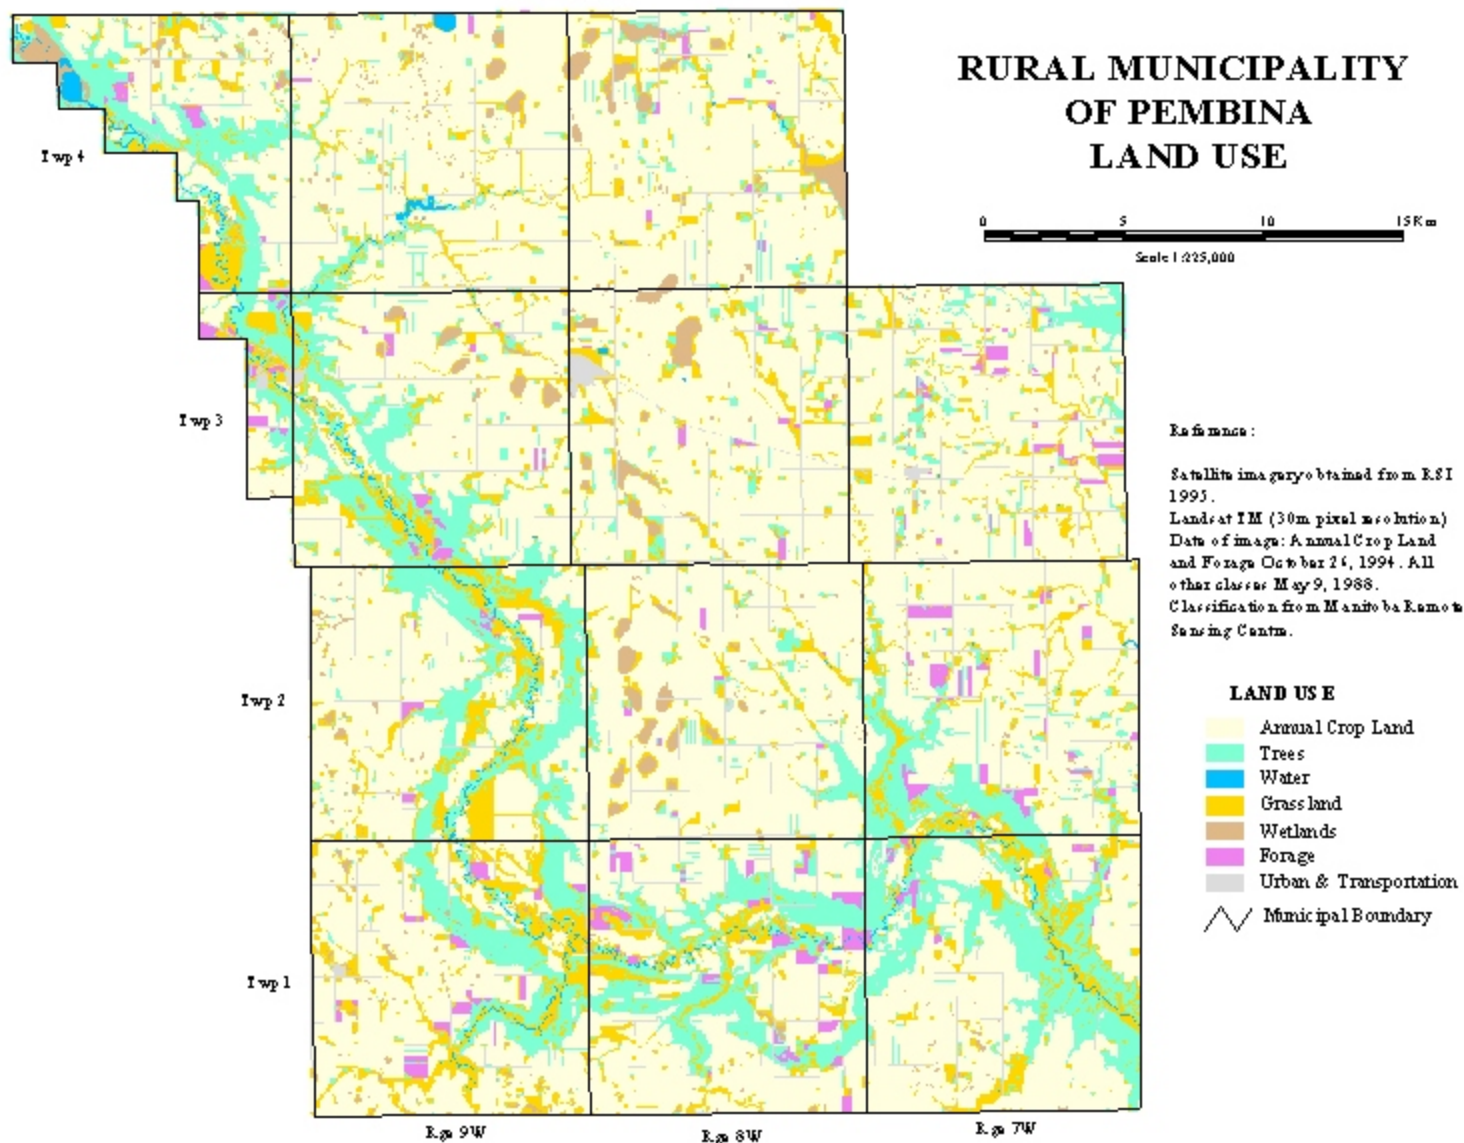 RURAL MUNICIPALITY
OF PEMBINA
LAND USE
0 5 10 15 Km
Scale 1:225,000
Twp 4
Twp 3
Twp 2
Twp 1
Rge 9W
Rge 8W
Rge 7W
Reference:
Satellite imagery obtained from RSI
1995.
Landsat TM (30m pixel resolution)
Date of image: Annual Crop Land
and Forage October 26, 1994. All
other classes May 9, 1988.
Classification from Manitoba Remote
Sensing Centre.
LAND USE
Annual Crop Land
Trees
Water
Grassland
Wetlands
Forage
Urban & Transportation
Municipal Boundary